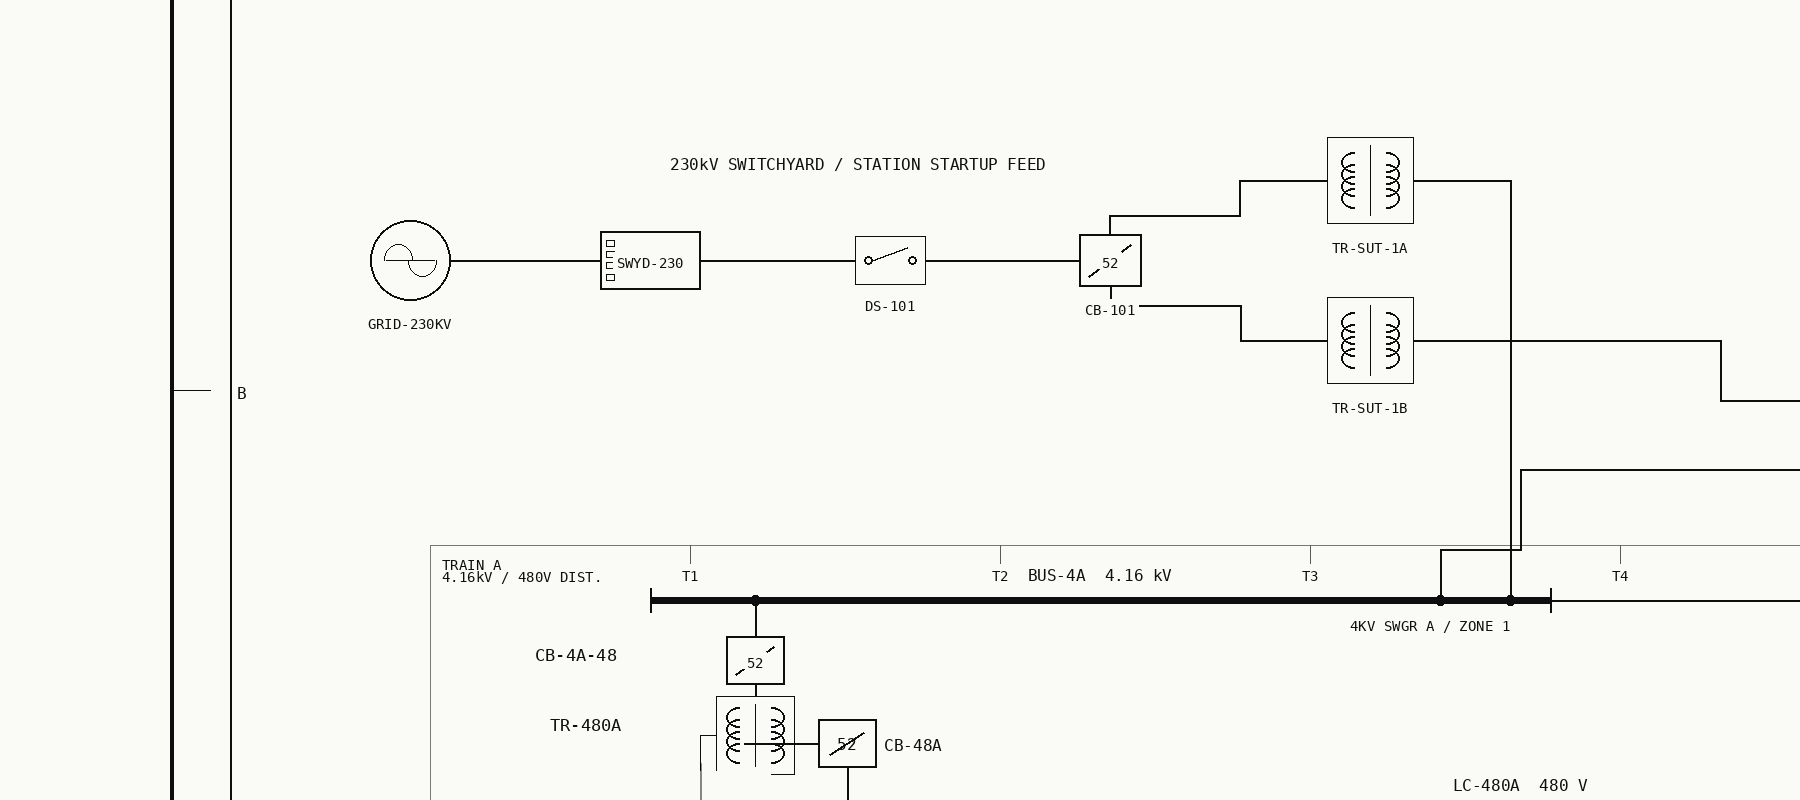 230kV SWITCHYARD / STATION STARTUP FEED
TR-SUT-1A
SWYD-230
52
DS-101
CB-101
GRID-230KV
B
TR-SUT-1B
TRAIN A
4.16kV / 480V DIST.
T1
T2
BUS-4A  4.16 kV
T3
T4
4KV SWGR A / ZONE 1
CB-4A-48
52
TR-480A
52
CB-48A
LC-480A  480 V